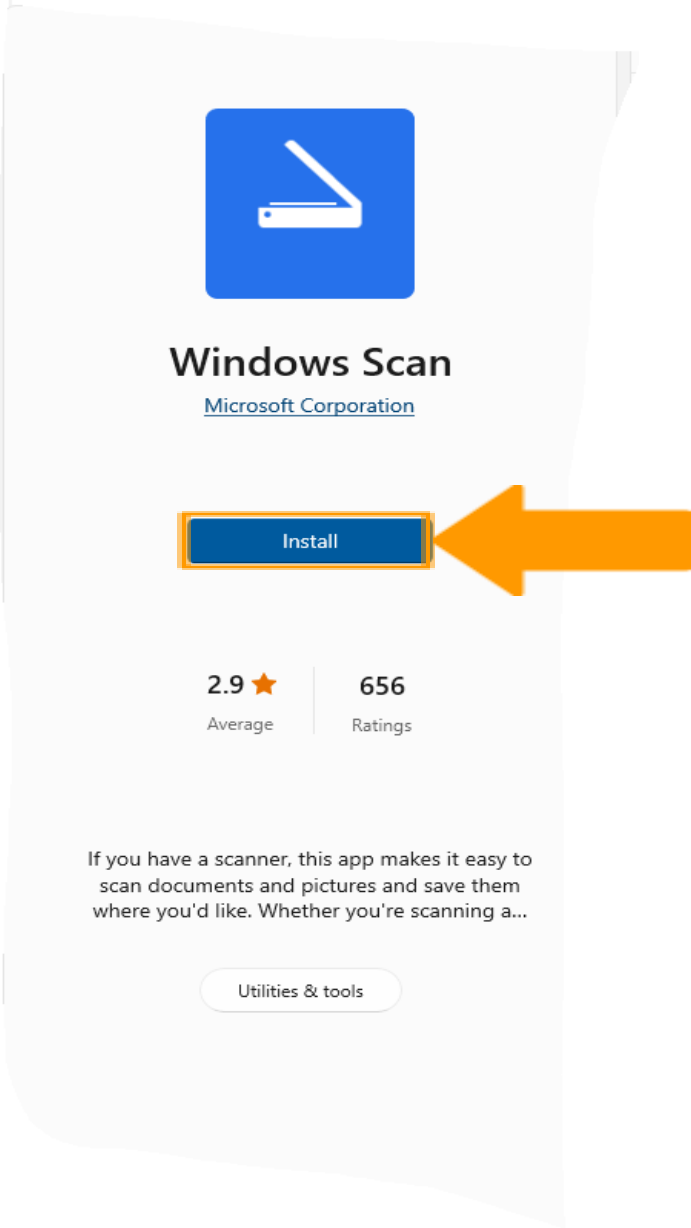 Windows Scan
Microsoft Corporation
Install
2.9 656
Average Ratings
If you have a scanner, this app makes it easy to
scan documents and pictures and save them
where you'd like. Whether you're scanning a...
Utilities & tools